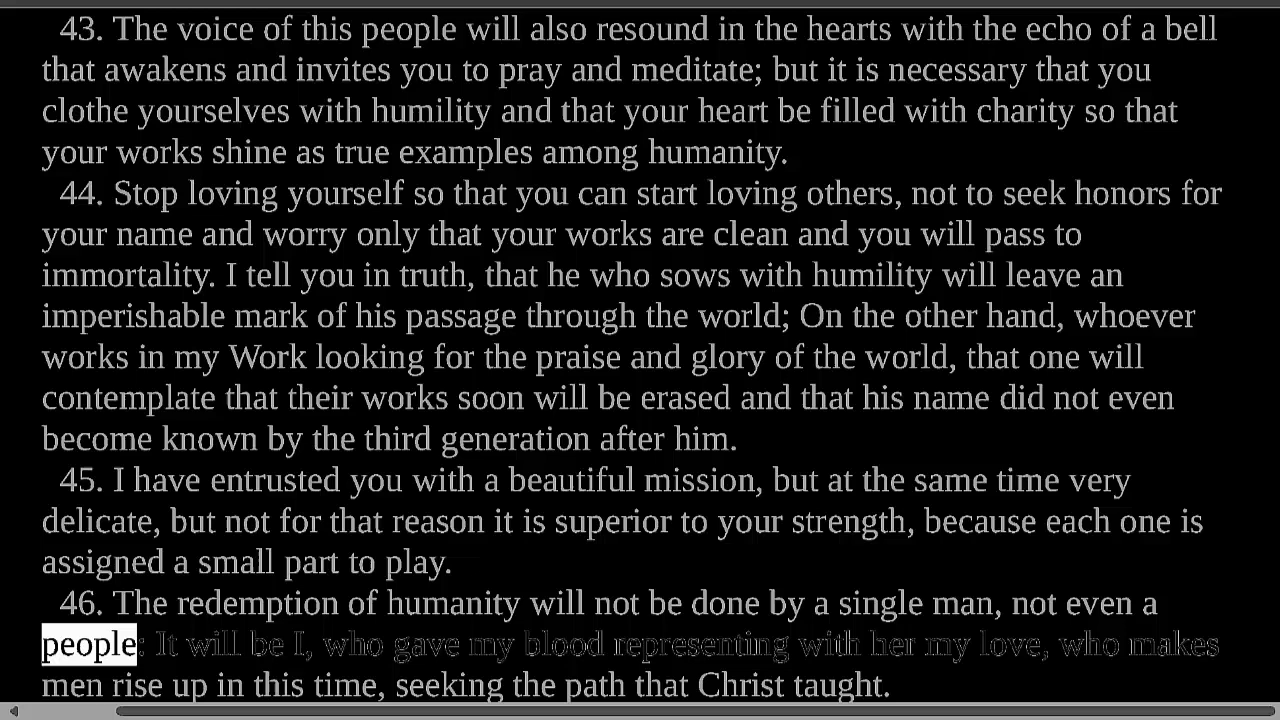 43. The voice of this people will also resound in the hearts with the echo of a bell
that awakens and invites you to pray and meditate; but it is necessary that you
clothe yourselves with humility and that your heart be filled with charity so that
your works shine as true examples among humanity.
44. Stop loving yourself so that you can start loving others, not to seek honors for
your name and worry only that your works are clean and you will pass to
immortality. I tell you in truth, that he who sows with humility will leave an
imperishable mark of his passage through the world; On the other hand, whoever
works in my Work looking for the praise and glory of the world, that one will
contemplate that their works soon will be erased and that his name did not even
become known by the third generation after him.
45. I have entrusted you with a beautiful mission, but at the same time very
delicate, but not for that reason it is superior to your strength, because each one is
assigned a small part to play.
46. The redemption of humanity will not be done by a single man, not even a
people: It will be I, who gave my blood representing with her my love, who makes
men rise up in this time, seeking the path that Christ taught.